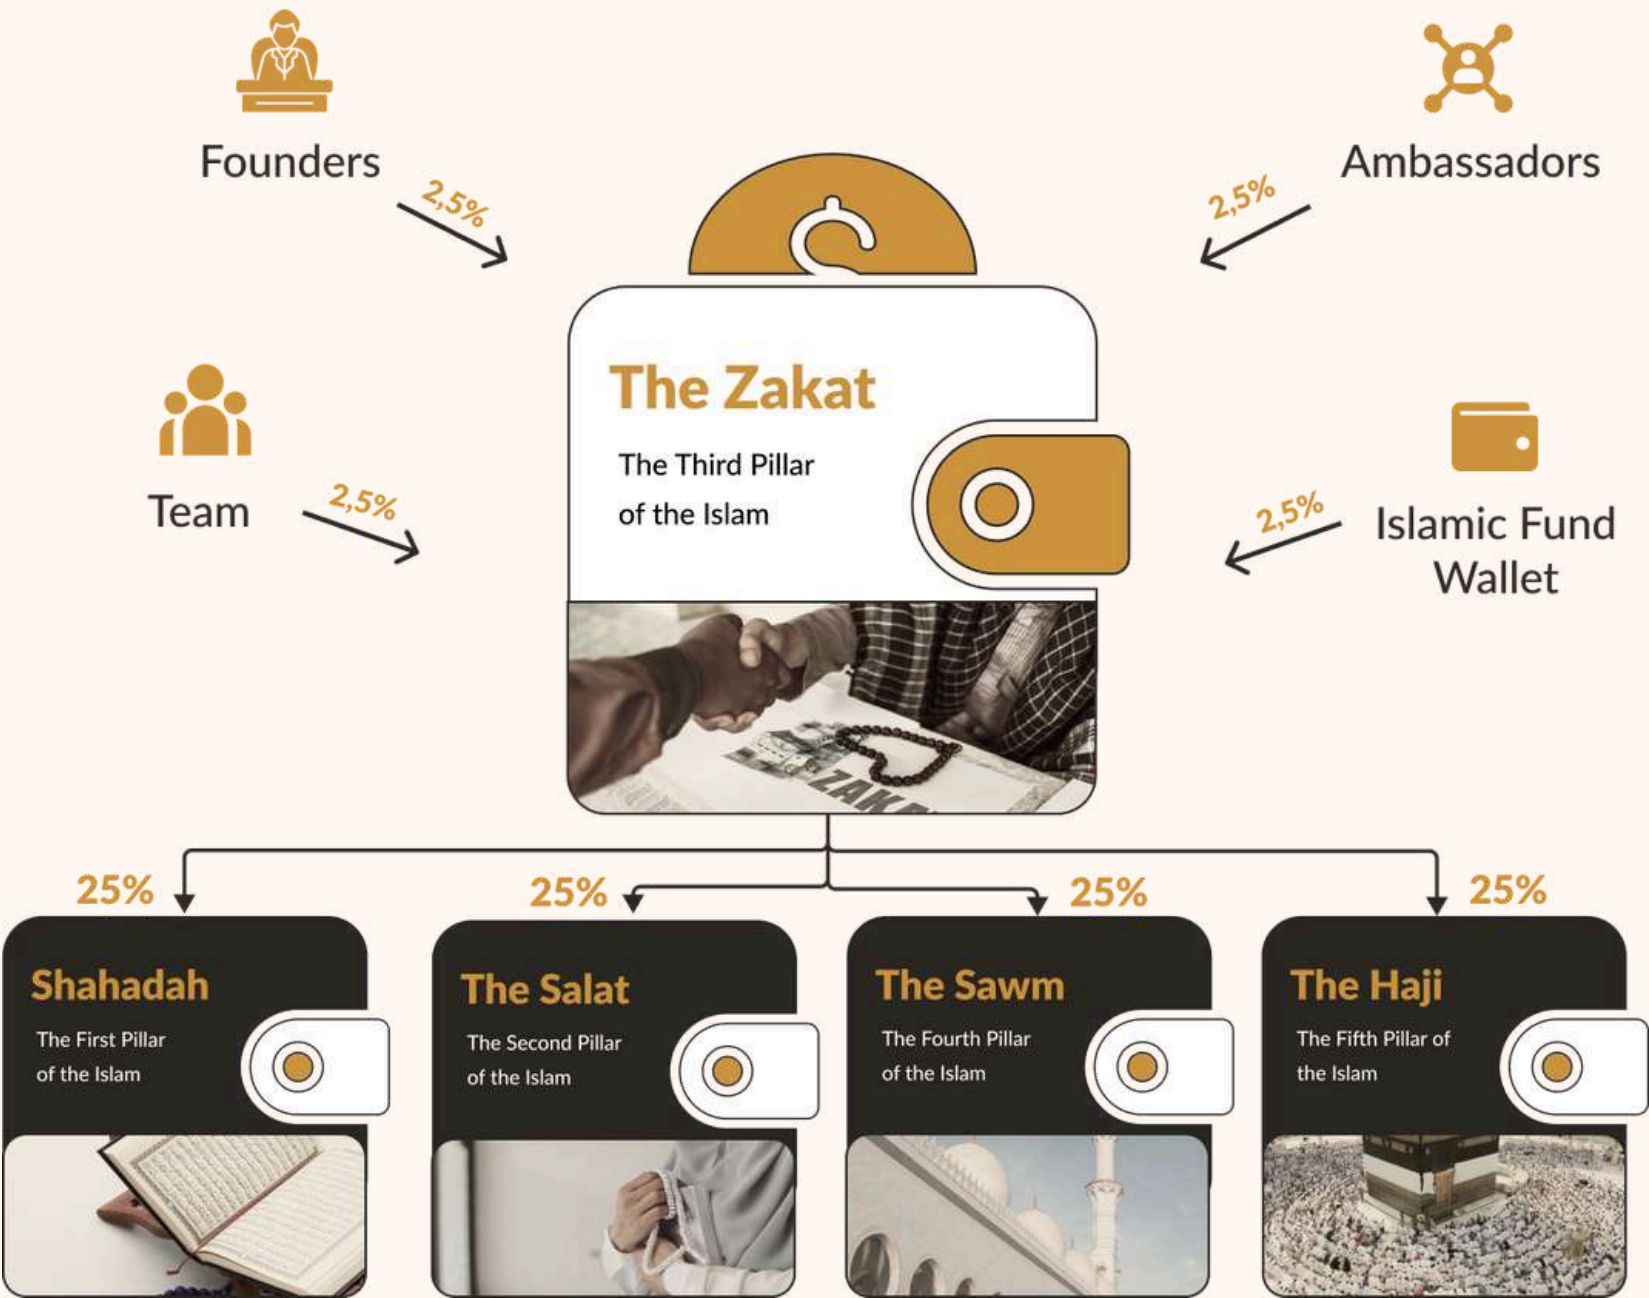 Founders
2,5%
Ambassadors
2,5%
The Zakat
The Third Pillar
of the Islam
Team
2,5%
Islamic Fund
Wallet
2,5%
25%
25%
25%
25%
Shahadah
The First Pillar
of the Islam
The Salat
The Second Pillar
of the Islam
The Sawm
The Fourth Pillar
of the Islam
The Haji
The Fifth Pillar of
the Islam